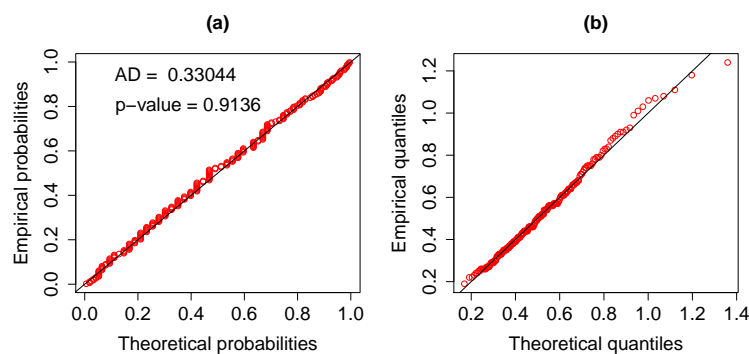 (a)
AD = 0.33044
p−value = 0.9136
Empirical probabilities
0.0 0.2 0.4 0.6 0.8 1.0
0.0 0.2 0.4 0.6 0.8 1.0
Theoretical probabilities
(b)
Empirical quantiles
0.2 0.4 0.6 0.8 1.0 1.2
0.2 0.4 0.6 0.8 1.0 1.2 1.4
Theoretical quantiles